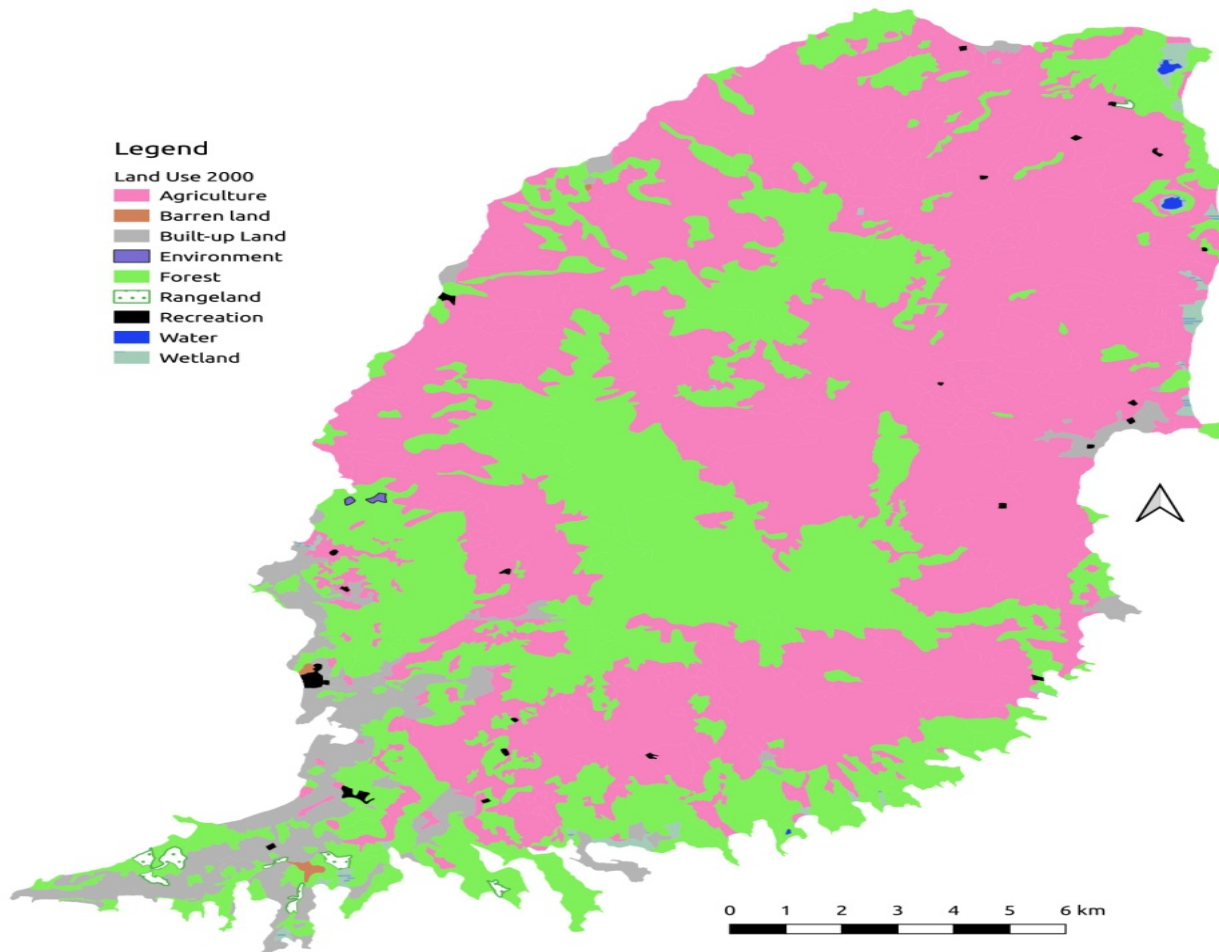 Legend
Land Use 2000
Agriculture
Barren land
Built-up Land
Environment
Forest
Rangeland
Recreation
Water
Wetland
0 1 2 3 4 5 6 km